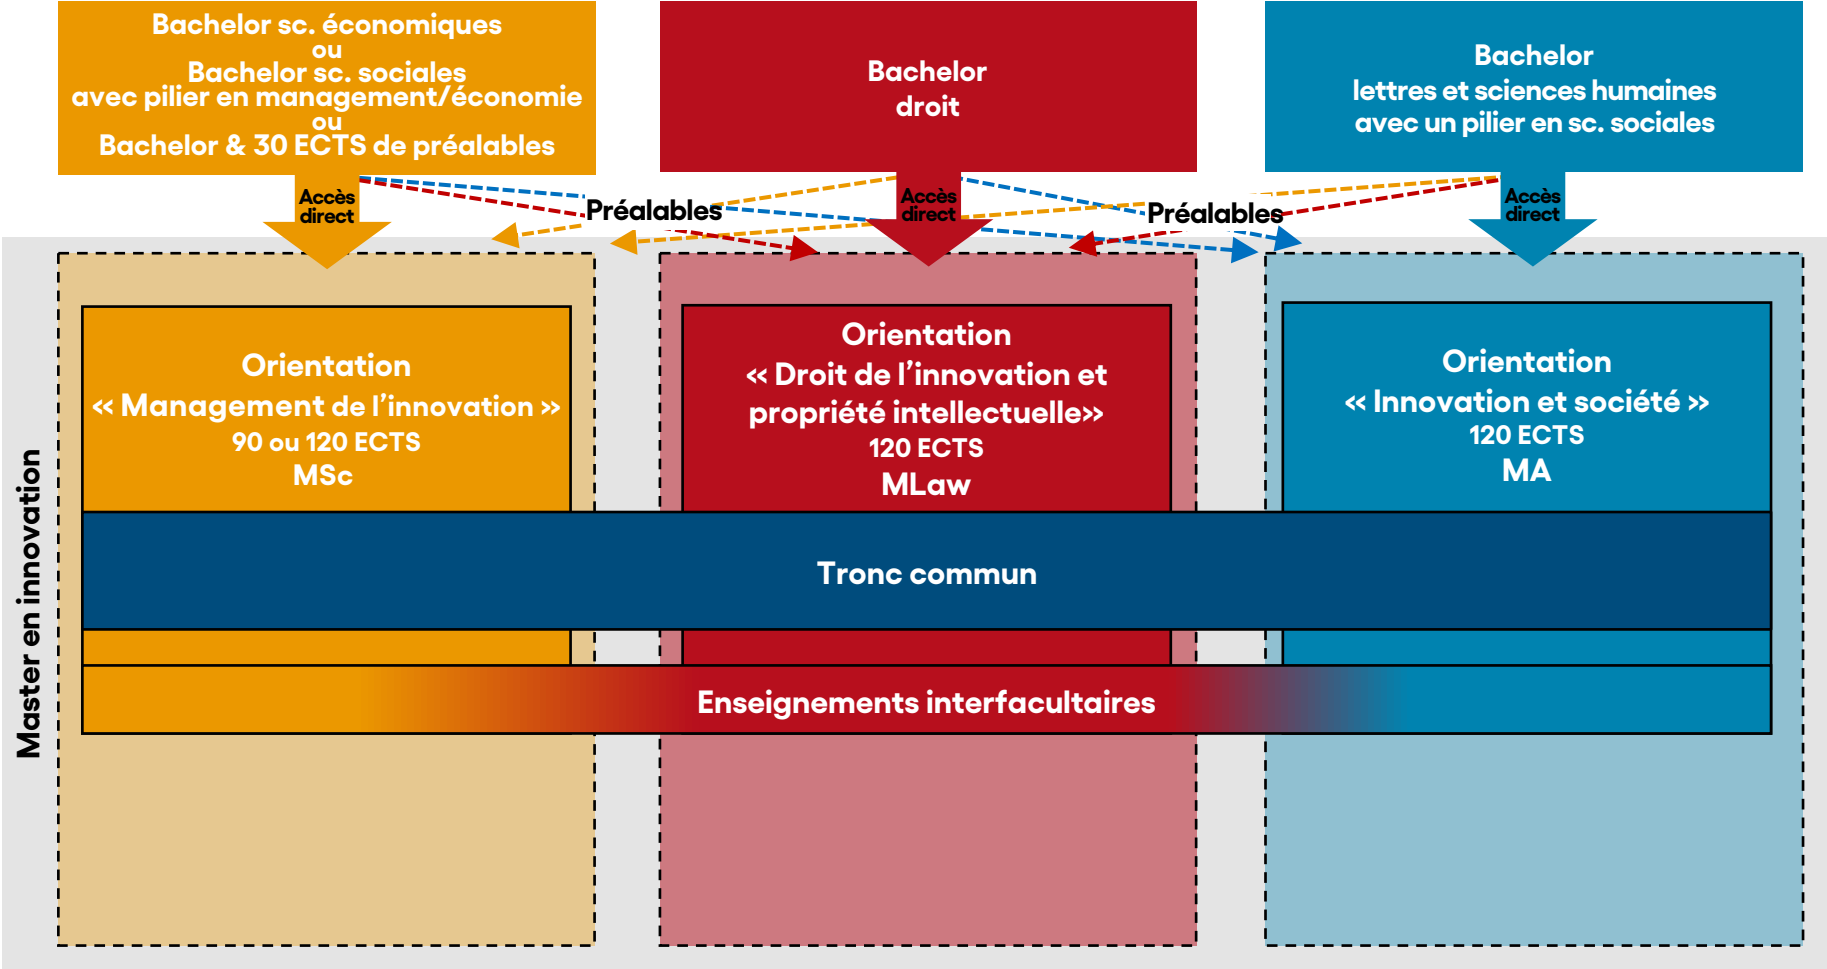 Bachelor sc. économiques
ou
Bachelor sc. sociales
avec pilier en management/économie
ou
Bachelor & 30 ECTS de préalables
Bachelor
droit
Bachelor
lettres et sciences humaines
avec un pilier en sc. sociales
Accès
direct
Préalables
Accès
direct
Préalables
Accès
direct
Master en innovation
Orientation
« Management de l’innovation »
90 ou 120 ECTS
MSc
Orientation
« Droit de l’innovation et
propriété intellectuelle»
120 ECTS
MLaw
Orientation
« Innovation et société »
120 ECTS
MA
Tronc commun
Enseignements interfacultaires